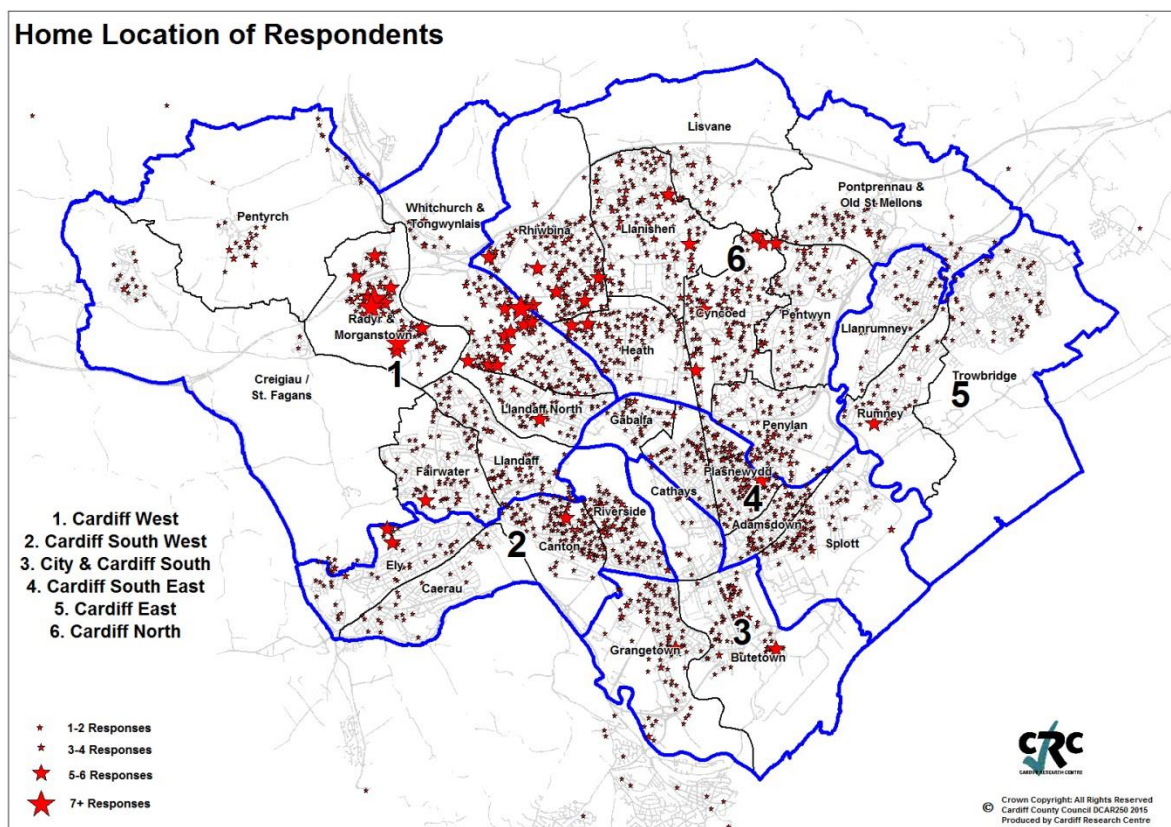 Home Location of Respondents
Lisvane
Pontprennau &
Old St Mellons
Whitchurch &
Tongwynlais
Pentyrch
Rhiwbina
Llanishen
6
Cyncoed
Pentwyn
Radyr &
Morganstown
Llanrumney
Heath
1
Creigiau /
St. Fagans
Trowbridge
5
Rumney
Llandaff North
Gabalfa
Penylan
Llandaff
Fairwater
Plasnewydd
Cathays
4
Riverside
Adamsdown
Splott
2
Canton
Ely
Caerau
1. Cardiff West
2. Cardiff South West
3. City & Cardiff South
4. Cardiff South East
5. Cardiff East
6. Cardiff North
3
Grangetown
Butetown
1-2 Responses
3-4 Responses
5-6 Responses
7+ Responses
CRC
CARDIFF RESEARCH CENTRE
© Crown Copyright: All Rights Reserved
Cardiff County Council DCAR250 2015
Produced by Cardiff Research Centre